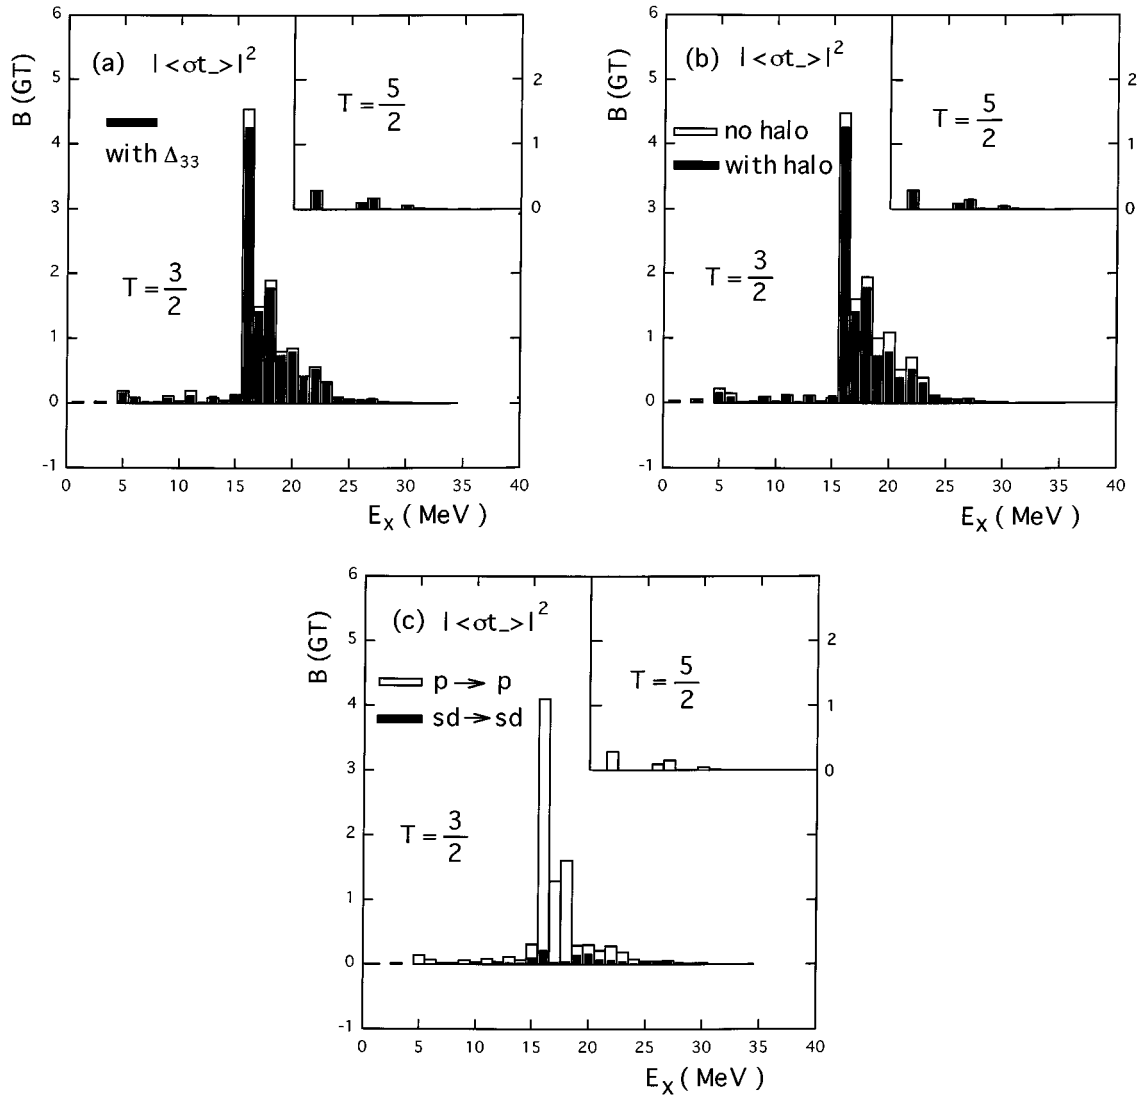 (a) |<σt_>|²
B (GT)
6
5
4
3
2
1
0
-1
with Δ₃₃
T = 5/2
2
1
0
T = 3/2
0 5 10 15 20 25 30 35 40
E_X ( MeV )
(b) |<σt_>|²
B (GT)
6
5
4
3
2
1
0
-1
no halo
with halo
T = 5/2
2
1
0
T = 3/2
0 5 10 15 20 25 30 35 40
E_X ( MeV )
(c) |<σt_>|²
B (GT)
6
5
4
3
2
1
0
-1
p → p
sd → sd
T = 5/2
2
1
0
T = 3/2
0 5 10 15 20 25 30 35 40
E_X ( MeV )